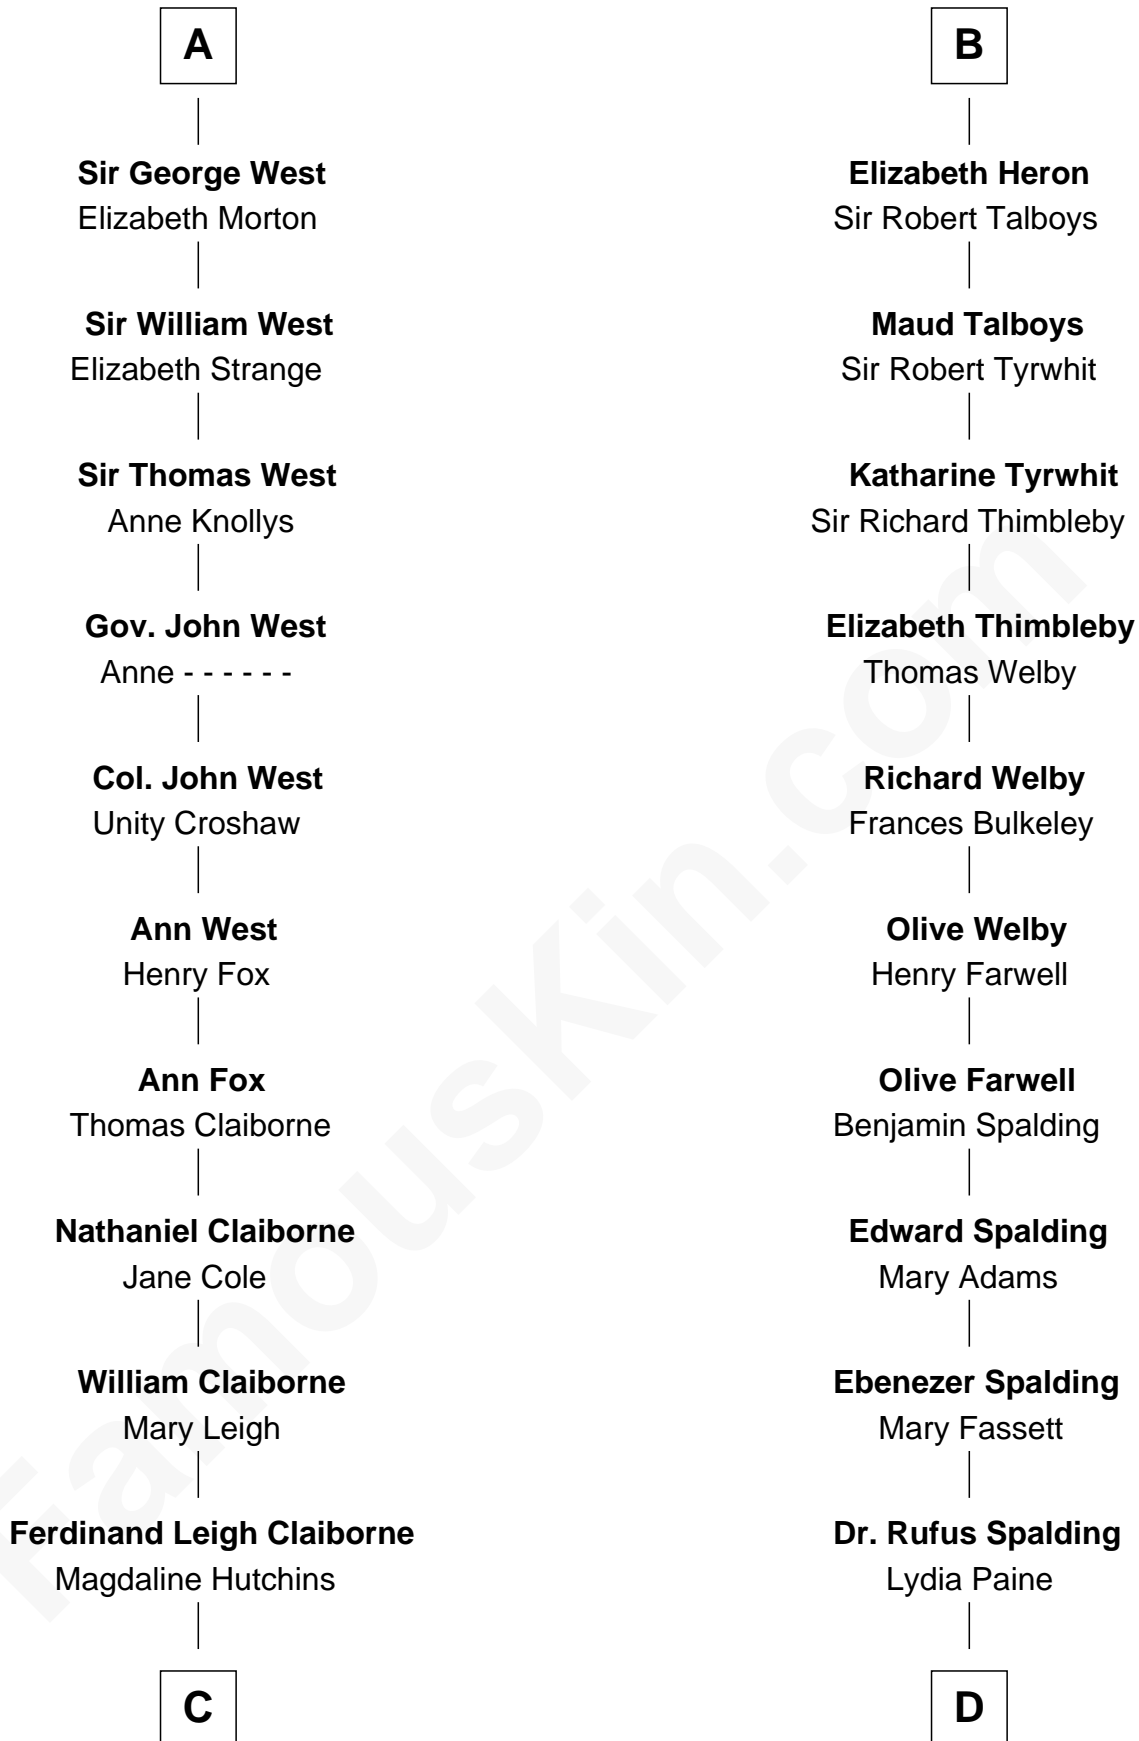 A
Sir George West
Elizabeth Morton
Sir William West
Elizabeth Strange
Sir Thomas West
Anne Knollys
Gov. John West
Anne - - - - - -
Col. John West
Unity Croshaw
Ann West
Henry Fox
Ann Fox
Thomas Claiborne
Nathaniel Claiborne
Jane Cole
William Claiborne
Mary Leigh
Ferdinand Leigh Claiborne
Magdaline Hutchins
C
B
Elizabeth Heron
Sir Robert Talboys
Maud Talboys
Sir Robert Tyrwhit
Katharine Tyrwhit
Sir Richard Thimbleby
Elizabeth Thimbleby
Thomas Welby
Richard Welby
Frances Bulkeley
Olive Welby
Henry Farwell
Olive Farwell
Benjamin Spalding
Edward Spalding
Mary Adams
Ebenezer Spalding
Mary Fassett
Dr. Rufus Spalding
Lydia Paine
D
FamousKin.com